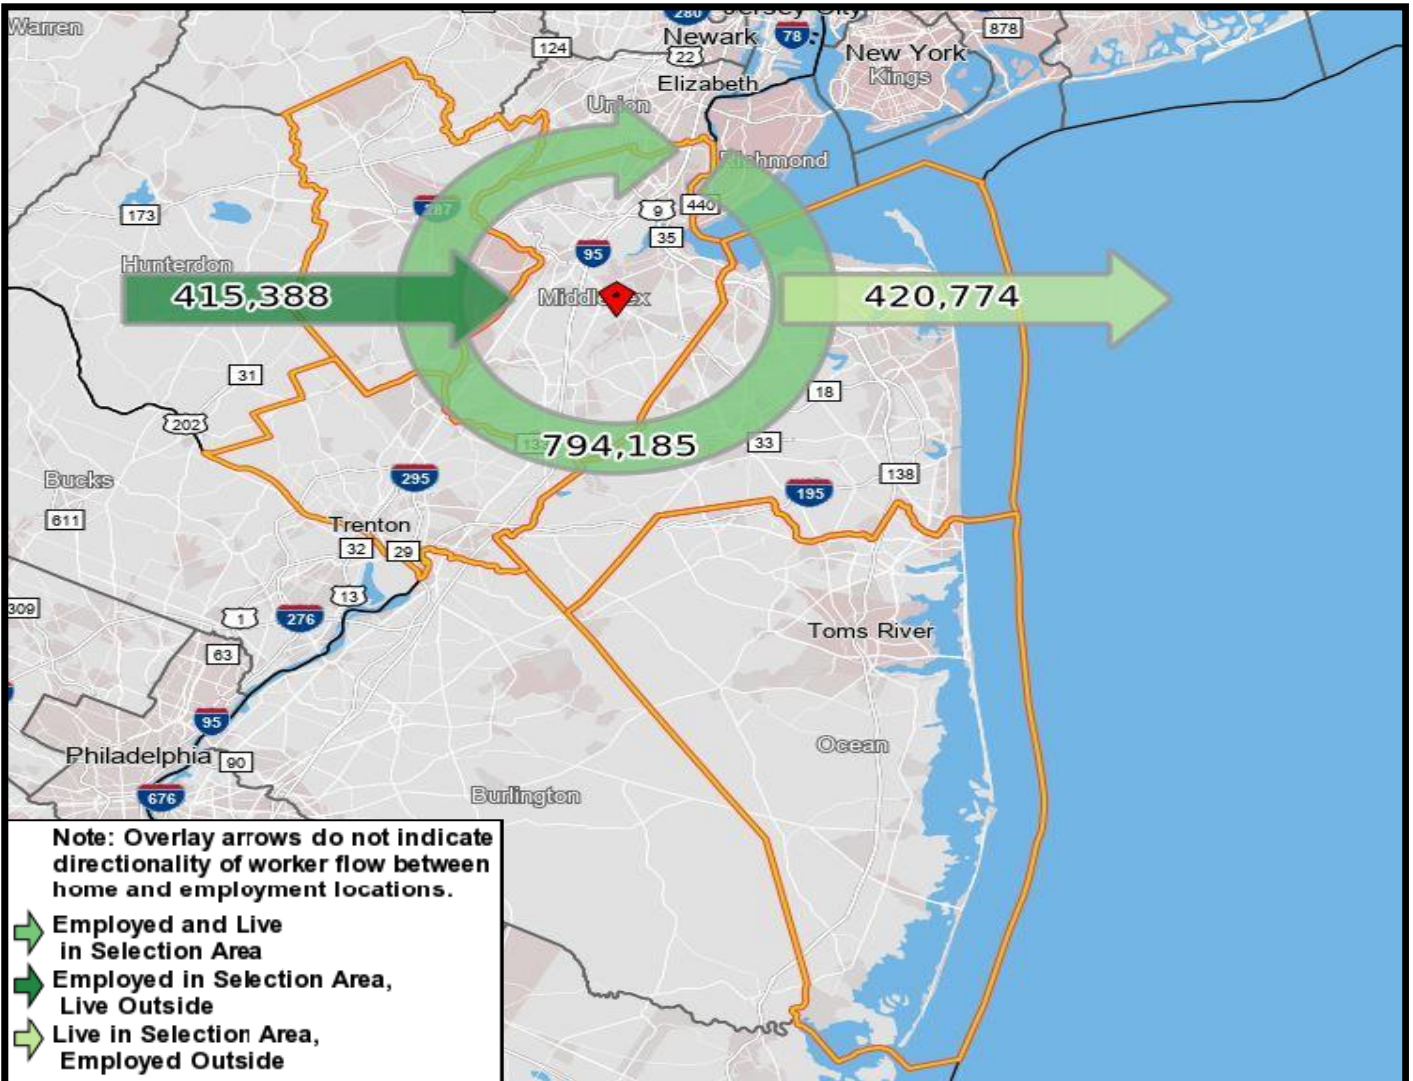 280
Jersey City
Warren
Newark
78
878
124
22
New York
Elizabeth
Kings
Union
Richmond
287
173
9
440
35
95
Hunterdon
415,388
Middlesex
420,774
31
18
202
794,185
33
138
Bucks
295
195
611
Trenton
32
29
13
309
1
276
63
Toms River
95
Philadelphia
90
Ocean
676
Burlington
Note: Overlay arrows do not indicate
directionality of worker flow between
home and employment locations.
Employed and Live
in Selection Area
Employed in Selection Area,
Live Outside
Live in Selection Area,
Employed Outside